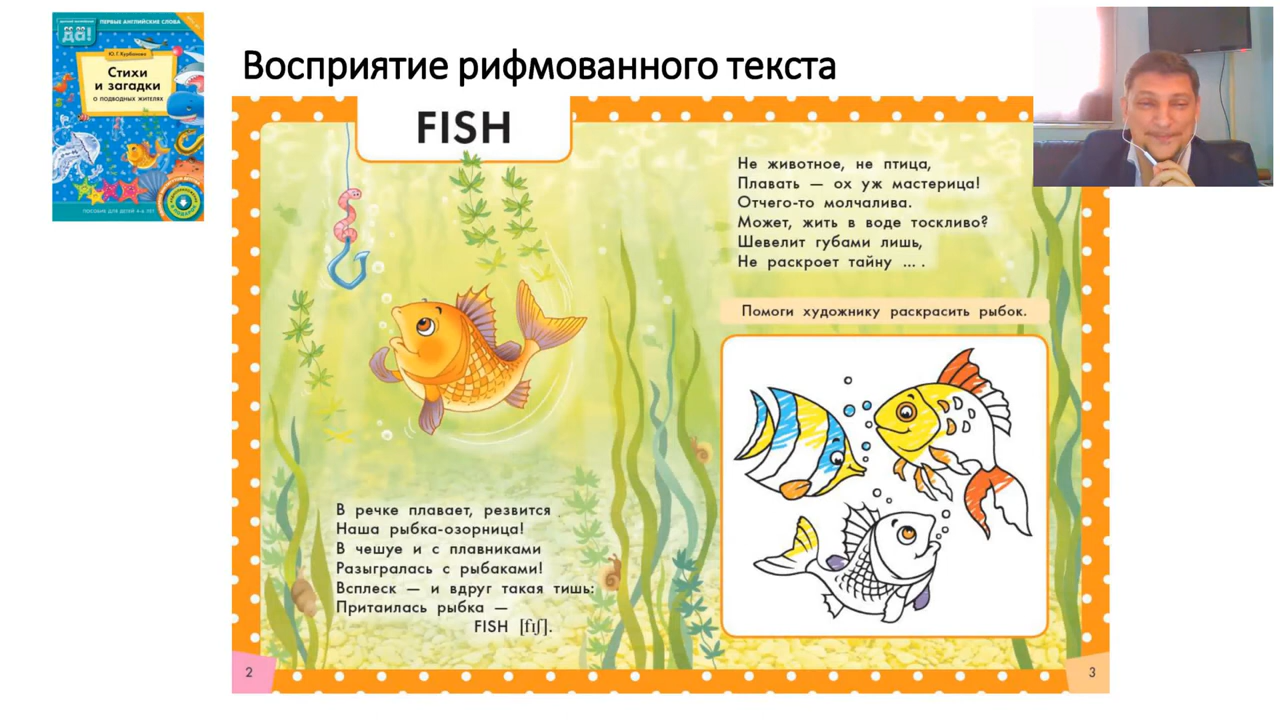 да!
ПЕРВЫЕ АНГЛИЙСКИЕ СЛОВА
Ю. Г. Курбанова
Стихи
и загадки
О ПОДВОДНЫХ ЖИТЕЛЯХ
ПОСОБИЕ ДЛЯ ДЕТЕЙ 4-6 ЛЕТ
Восприятие рифмованного текста
FISH
В речке плавает, резвится
Наша рыбка-озорница!
В чешуе и с плавниками
Разыгралась с рыбаками!
Всплеск — и вдруг такая тишь:
Притаилась рыбка —
FISH [fɪʃ].
2
Не животное, не птица,
Плавать — ох уж мастерица!
Отчего-то молчалива.
Может, жить в воде тоскливо?
Шевелит губами лишь,
Не раскроет тайну ... .
Помоги художнику раскрасить рыбок.
3